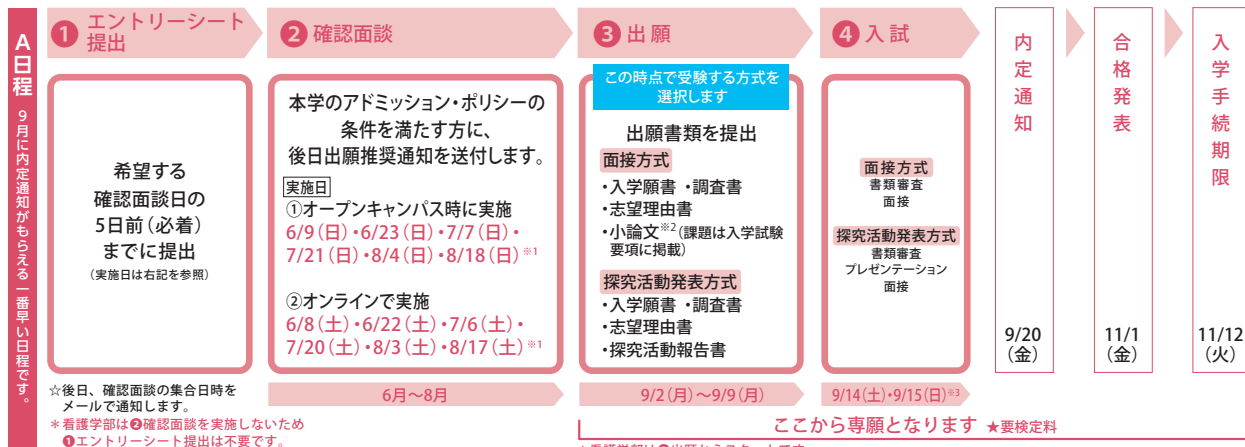 A日程
9月に内定通知がもらえる一番早い日程です。
❶エントリーシート
提出
希望する
確認面談日の
5日前(必着)
までに提出
(実施日は右記を参照)
☆後日、確認面談の集合日時を
メールで通知します。
*看護学部は❷確認面談を実施しないため
❶エントリーシート提出は不要です。
❷確認面談
本学のアドミッション・ポリシーの
条件を満たす方に、
後日出願推奨通知を送付します。
実施日
①オープンキャンパス時に実施
6/9(日)・6/23(日)・7/7(日)・
7/21(日)・8/4(日)・8/18(日)※1
②オンラインで実施
6/8(土)・6/22(土)・7/6(土)・
7/20(土)・8/3(土)・8/17(土)※1
6月〜8月
❸出願
この時点で受験する方式を
選択します
出願書類を提出
面接方式
・入学願書 ・調査書
・志望理由書
・小論文※2(課題は入学試験
要項に掲載)
探究活動発表方式
・入学願書 ・調査書
・志望理由書
・探究活動報告書
9/2(月)〜9/9(月)
❹入試
面接方式
書類審査
面接
探究活動発表方式
書類審査
プレゼンテーション
面接
9/14(土)・9/15(日)※3
ここから専願となります ★要検定料
内定通知
9/20
(金)
合格発表
11/1
(金)
入学手続期限
11/12
(火)